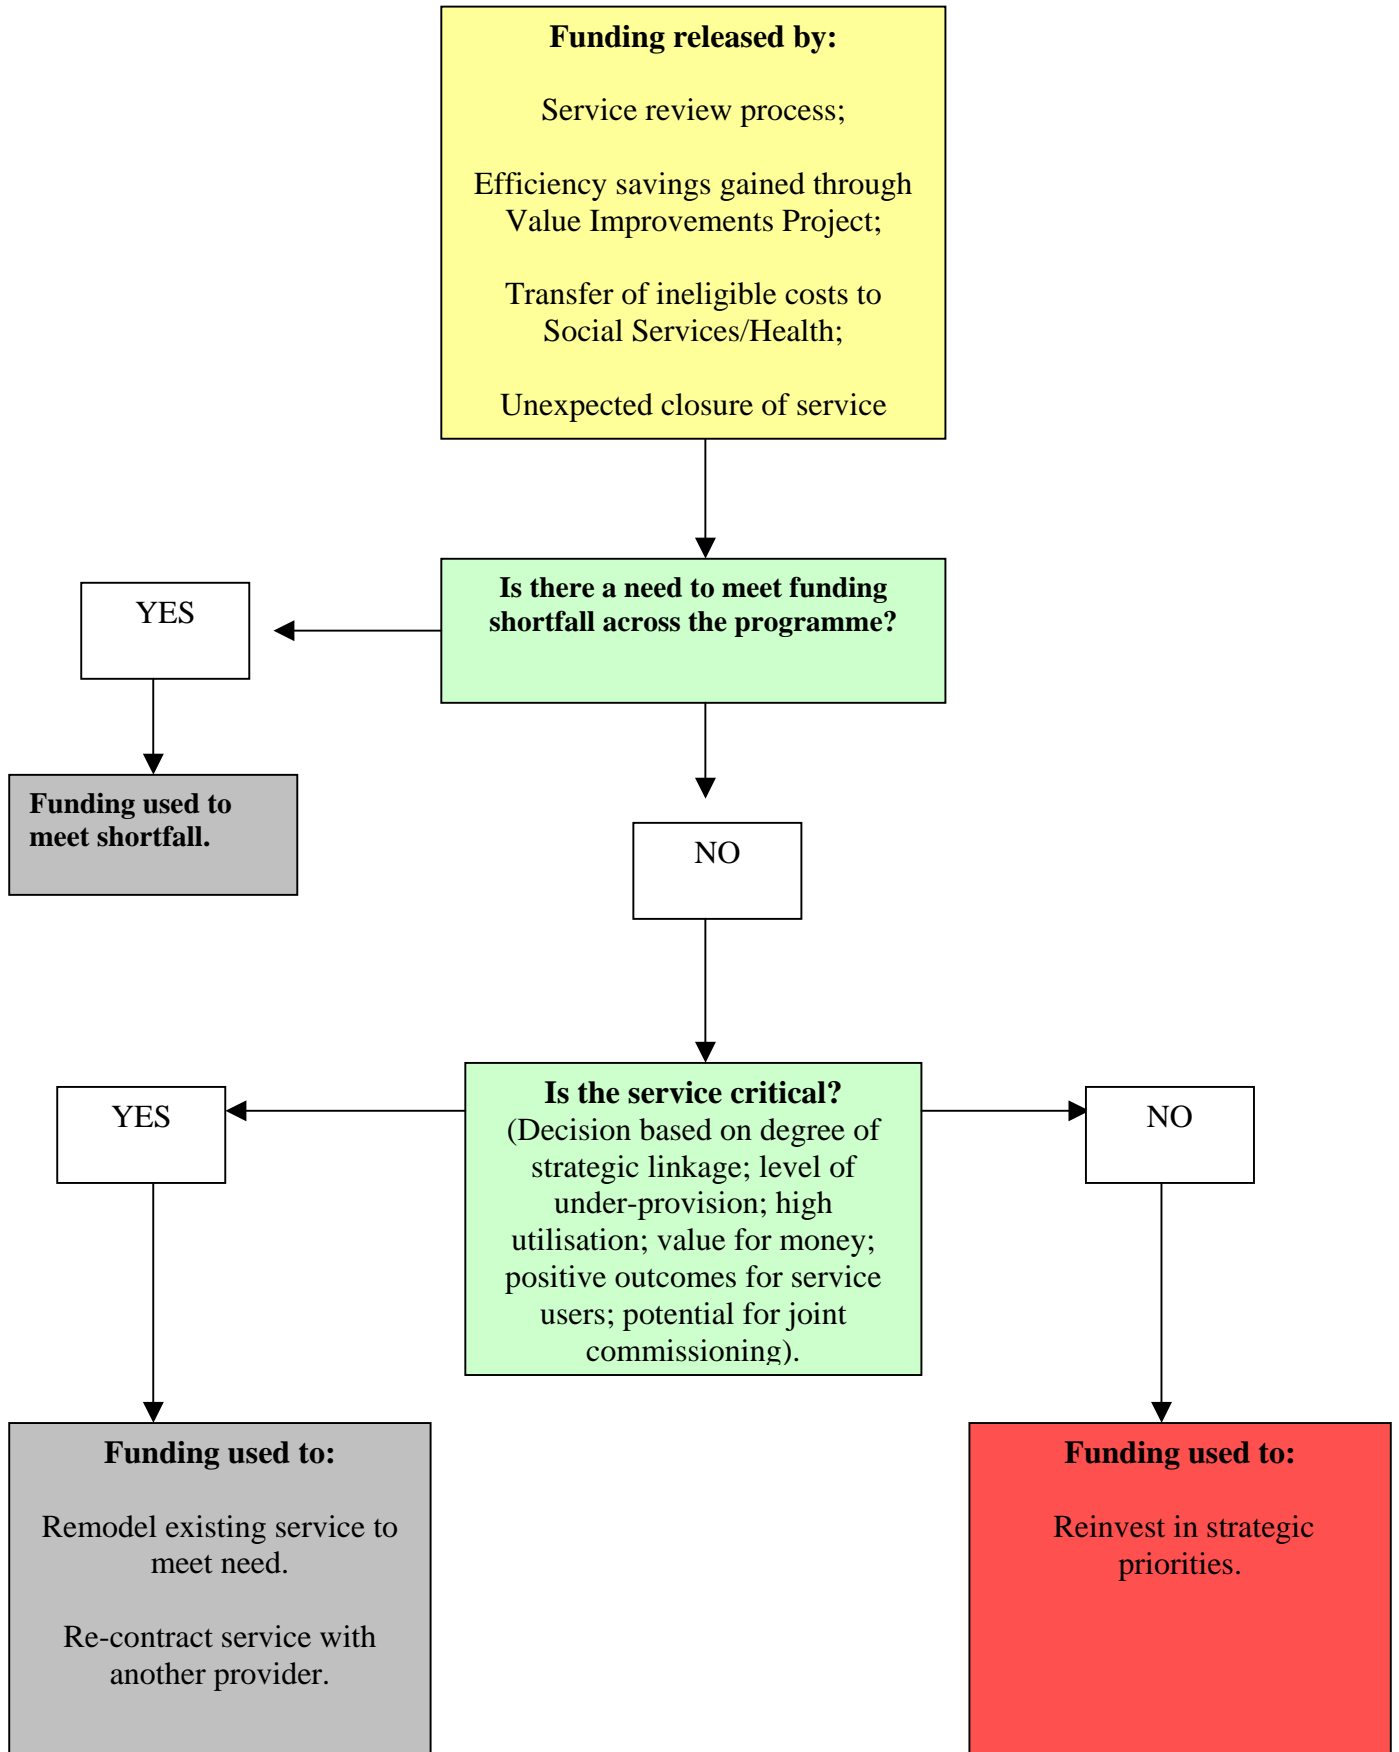 Funding released by:
Service review process;
Efficiency savings gained through
Value Improvements Project;
Transfer of ineligible costs to
Social Services/Health;
Unexpected closure of service
Is there a need to meet funding
shortfall across the programme?
YES
Funding used to
meet shortfall.
NO
Is the service critical?
(Decision based on degree of
strategic linkage; level of
under-provision; high
utilisation; value for money;
positive outcomes for service
users; potential for joint
commissioning).
YES
NO
Funding used to:
Remodel existing service to
meet need.
Re-contract service with
another provider.
Funding used to:
Reinvest in strategic
priorities.